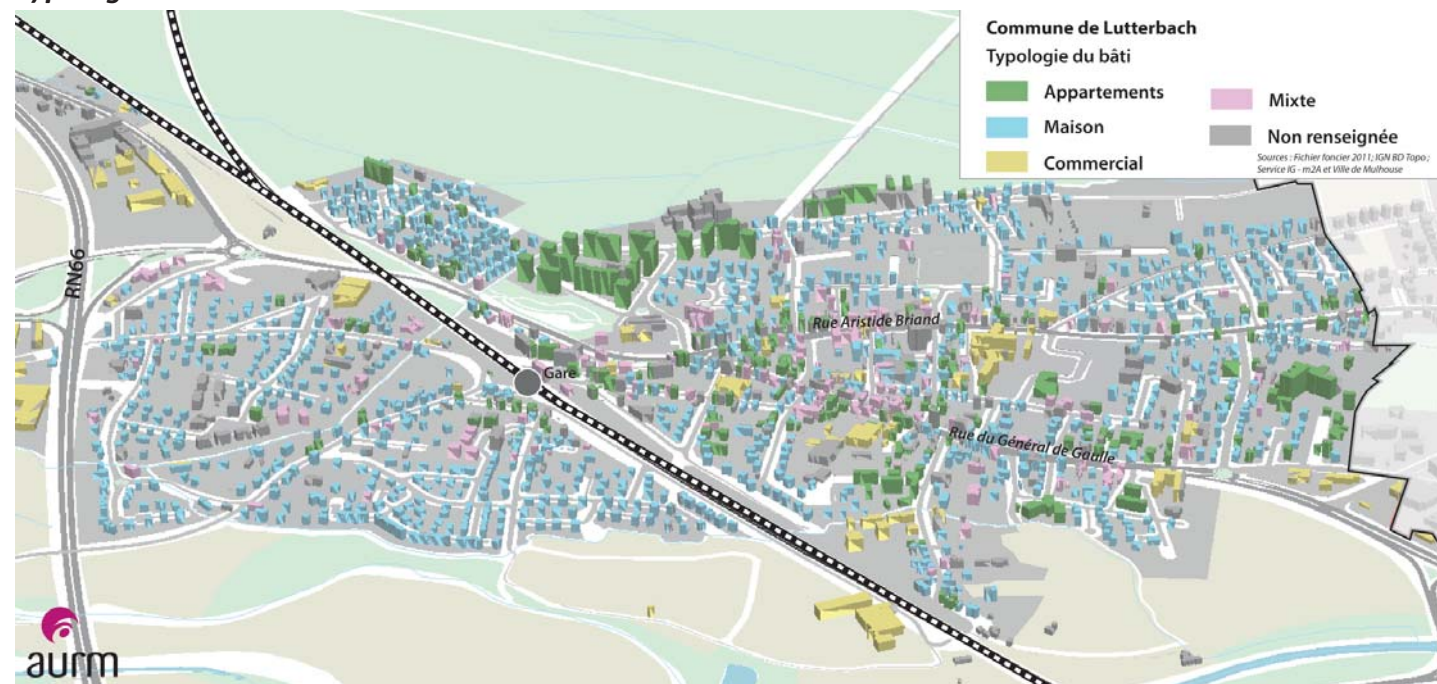 Commune de Lutterbach
Typologie du bâti
Appartements
Maison
Commercial
Mixte
Non renseignée
Sources : Fichier foncier 2011; IGN BD Topo;
Service IG - m2A et Ville de Mulhouse
RN66
Rue Aristide Briand
Gare
Rue du Général de Gaulle
aurm